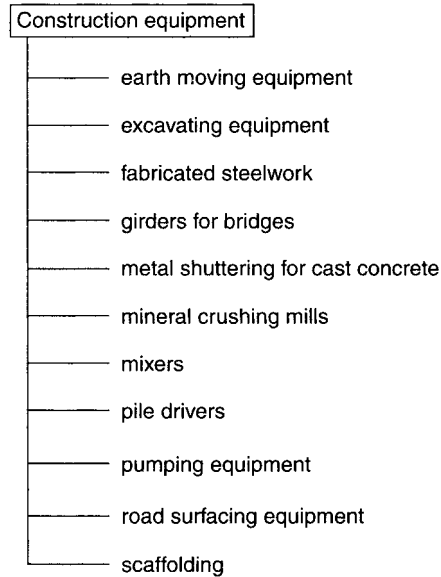 Construction equipment
earth moving equipment
excavating equipment
fabricated steelwork
girders for bridges
metal shuttering for cast concrete
mineral crushing mills
mixers
pile drivers
pumping equipment
road surfacing equipment
scaffolding